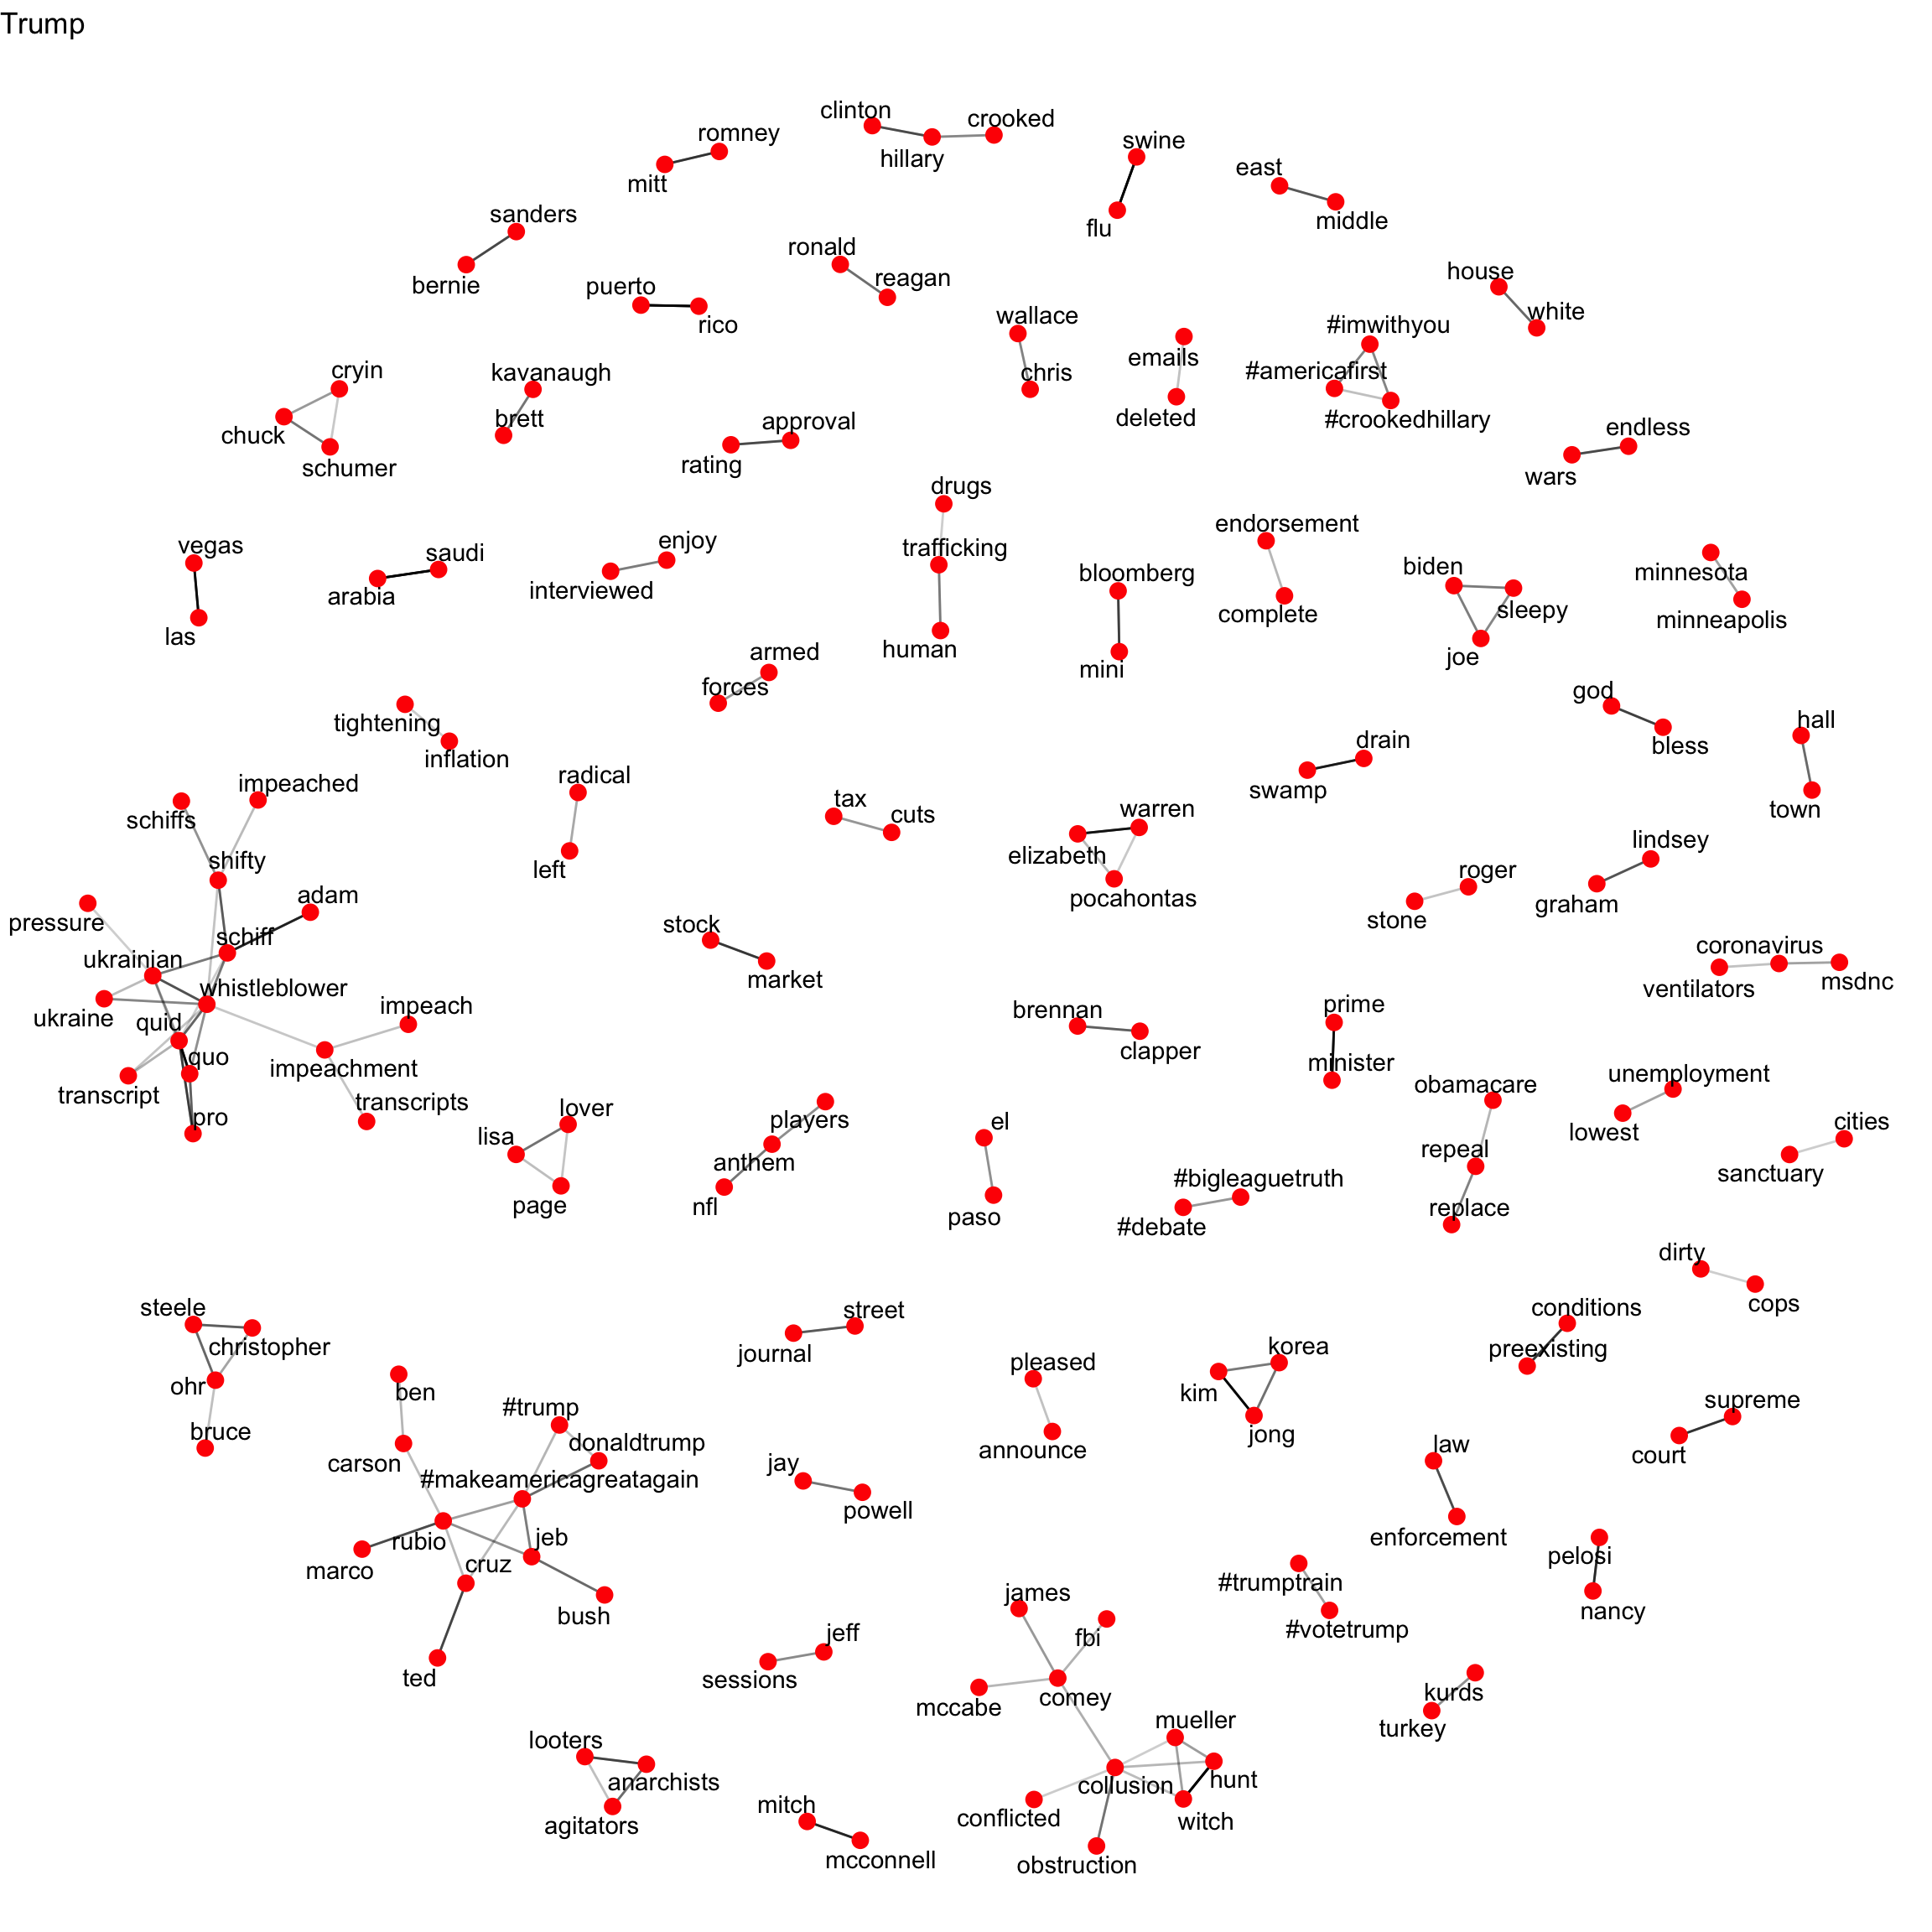 Trump
clinton
crooked
hillary
romney
mitt
swine
flu
east
middle
sanders
bernie
ronald
reagan
puerto
rico
house
white
wallace
chris
emails
deleted
#imwithyou
#americafirst
#crookedhillary
cryin
chuck
schumer
kavanaugh
brett
approval
rating
endless
wars
drugs
trafficking
human
endorsement
complete
vegas
las
saudi
arabia
enjoy
interviewed
bloomberg
mini
biden
sleepy
joe
minnesota
minneapolis
armed
forces
god
bless
hall
town
tightening
inflation
drain
swamp
radical
left
tax
cuts
warren
elizabeth
pocahontas
lindsey
graham
roger
stone
impeached
schiffs
shifty
adam
pressure
schiff
ukrainian
whistleblower
ukraine
quid
quo
impeach
impeachment
transcript
transcripts
pro
stock
market
coronavirus
ventilators
msdnc
brennan
clapper
prime
minister
obamacare
repeal
replace
unemployment
lowest
cities
sanctuary
lover
lisa
page
players
anthem
nfl
el
paso
#bigleaguetruth
#debate
dirty
cops
steele
christopher
ohr
bruce
street
journal
conditions
preexisting
pleased
announce
korea
kim
jong
supreme
court
ben
carson
#trump
donaldtrump
#makeamericagreatagain
rubio
marco
jeb
cruz
bush
ted
jay
powell
law
enforcement
pelosi
nancy
#trumptrain
#votetrump
james
fbi
mccabe
comey
jeff
sessions
kurds
turkey
mueller
hunt
collusion
witch
conflicted
obstruction
looters
anarchists
agitators
mitch
mcconnell